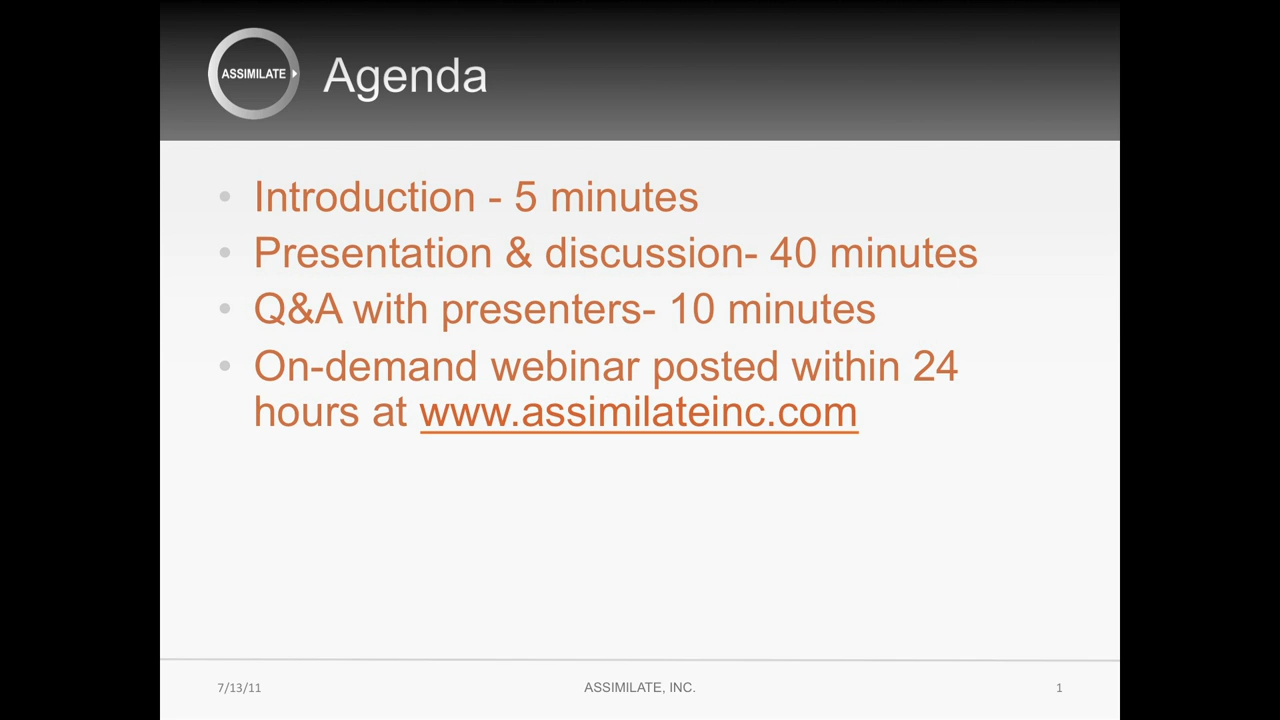 ASSIMILATE
Agenda
• Introduction - 5 minutes
• Presentation & discussion- 40 minutes
• Q&A with presenters- 10 minutes
• On-demand webinar posted within 24
hours at www.assimilateinc.com
7/13/11
ASSIMILATE, INC.
1